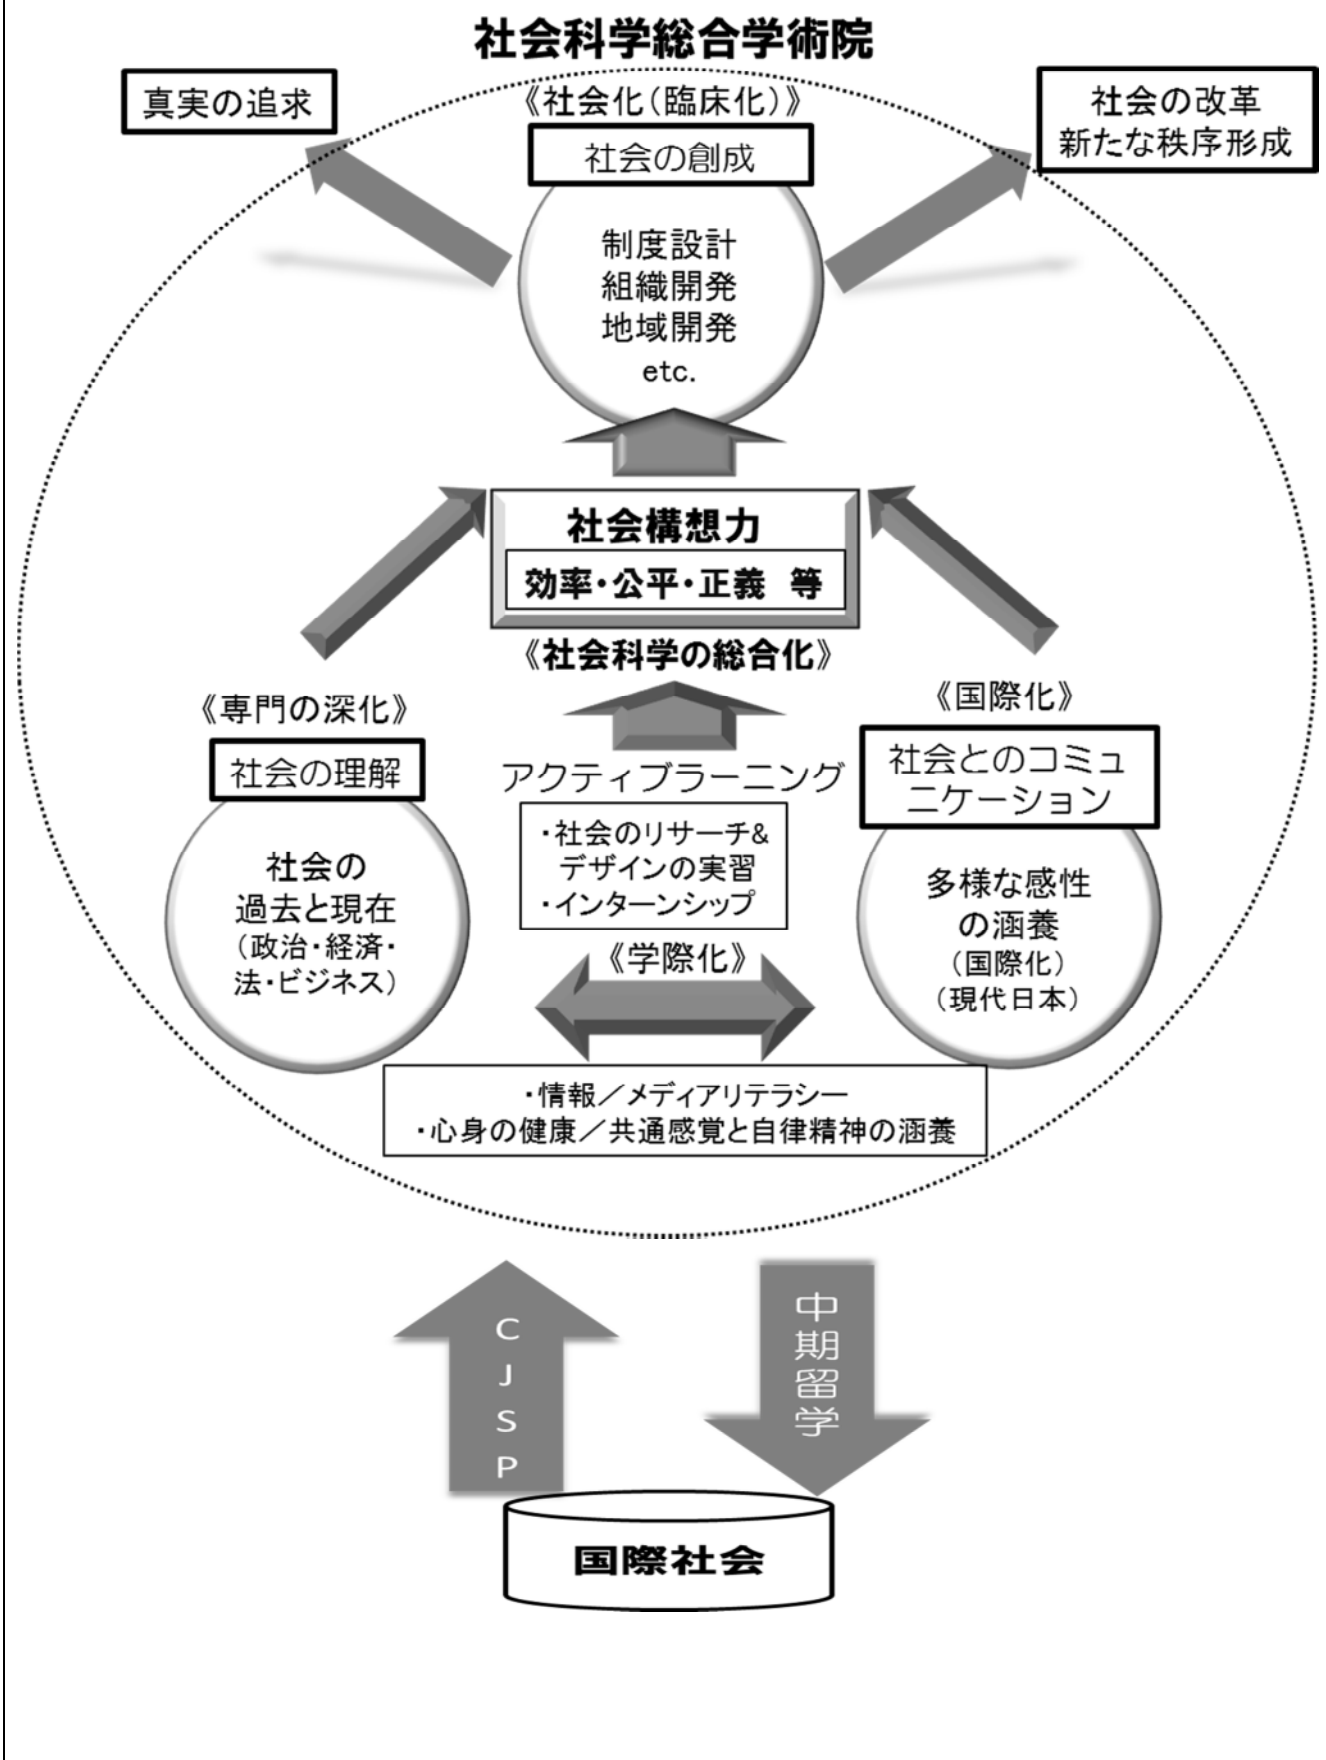 社会科学総合学術院
真実の追求
《社会化（臨床化）》
社会の創成
社会の改革
新たな秩序形成
制度設計
組織開発
地域開発
etc.
社会構想力
効率・公平・正義　等
《社会科学の総合化》
《専門の深化》
社会の理解
社会の
過去と現在
（政治・経済・
法・ビジネス）
アクティブラーニング
・社会のリサーチ&
デザインの実習
・インターンシップ
《学際化》
《国際化》
社会とのコミュ
ニケーション
多様な感性
の涵養
（国際化）
（現代日本）
・情報／メディアリテラシー
・心身の健康／共通感覚と自律精神の涵養
CJSP
中期留学
国際社会